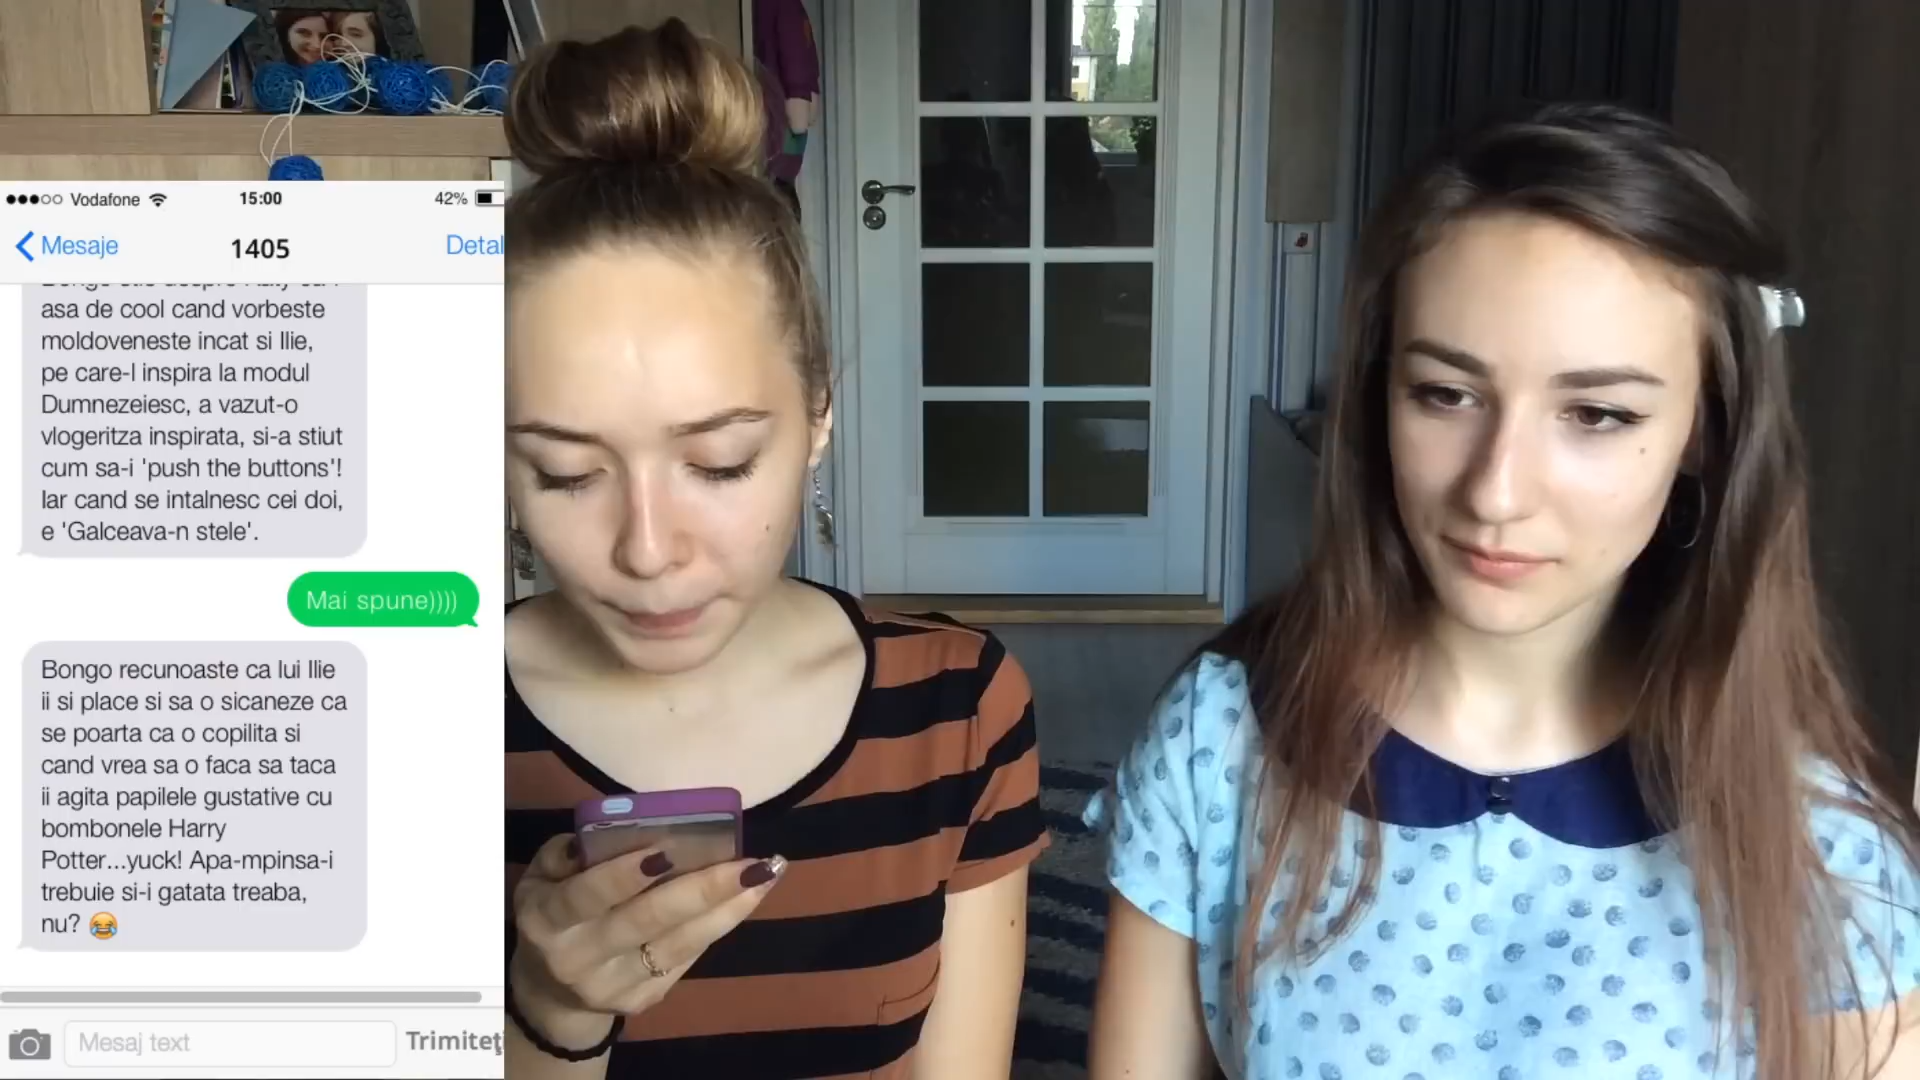 Vodafone 15:00 42%
Mesaje 1405 Detal
asa de cool cand vorbeste
moldoveneste incat si Ilie,
pe care-l inspira la modul
Dumnezeiesc, a vazut-o
vlogeritza inspirata, si-a stiut
cum sa-i 'push the buttons'!
Iar cand se intalnesc cei doi,
e 'Galceava-n stele'.
Mai spune))))
Bongo recunoaste ca lui Ilie
ii si place si sa o sicaneze ca
se poarta ca o copilita si
cand vrea sa o faca sa taca
ii agita papilele gustative cu
bombonele Harry
Potter...yuck! Apa-mpinsa-i
trebuie si-i gatata treaba,
nu? 😂
Mesaj text Trimiteţi